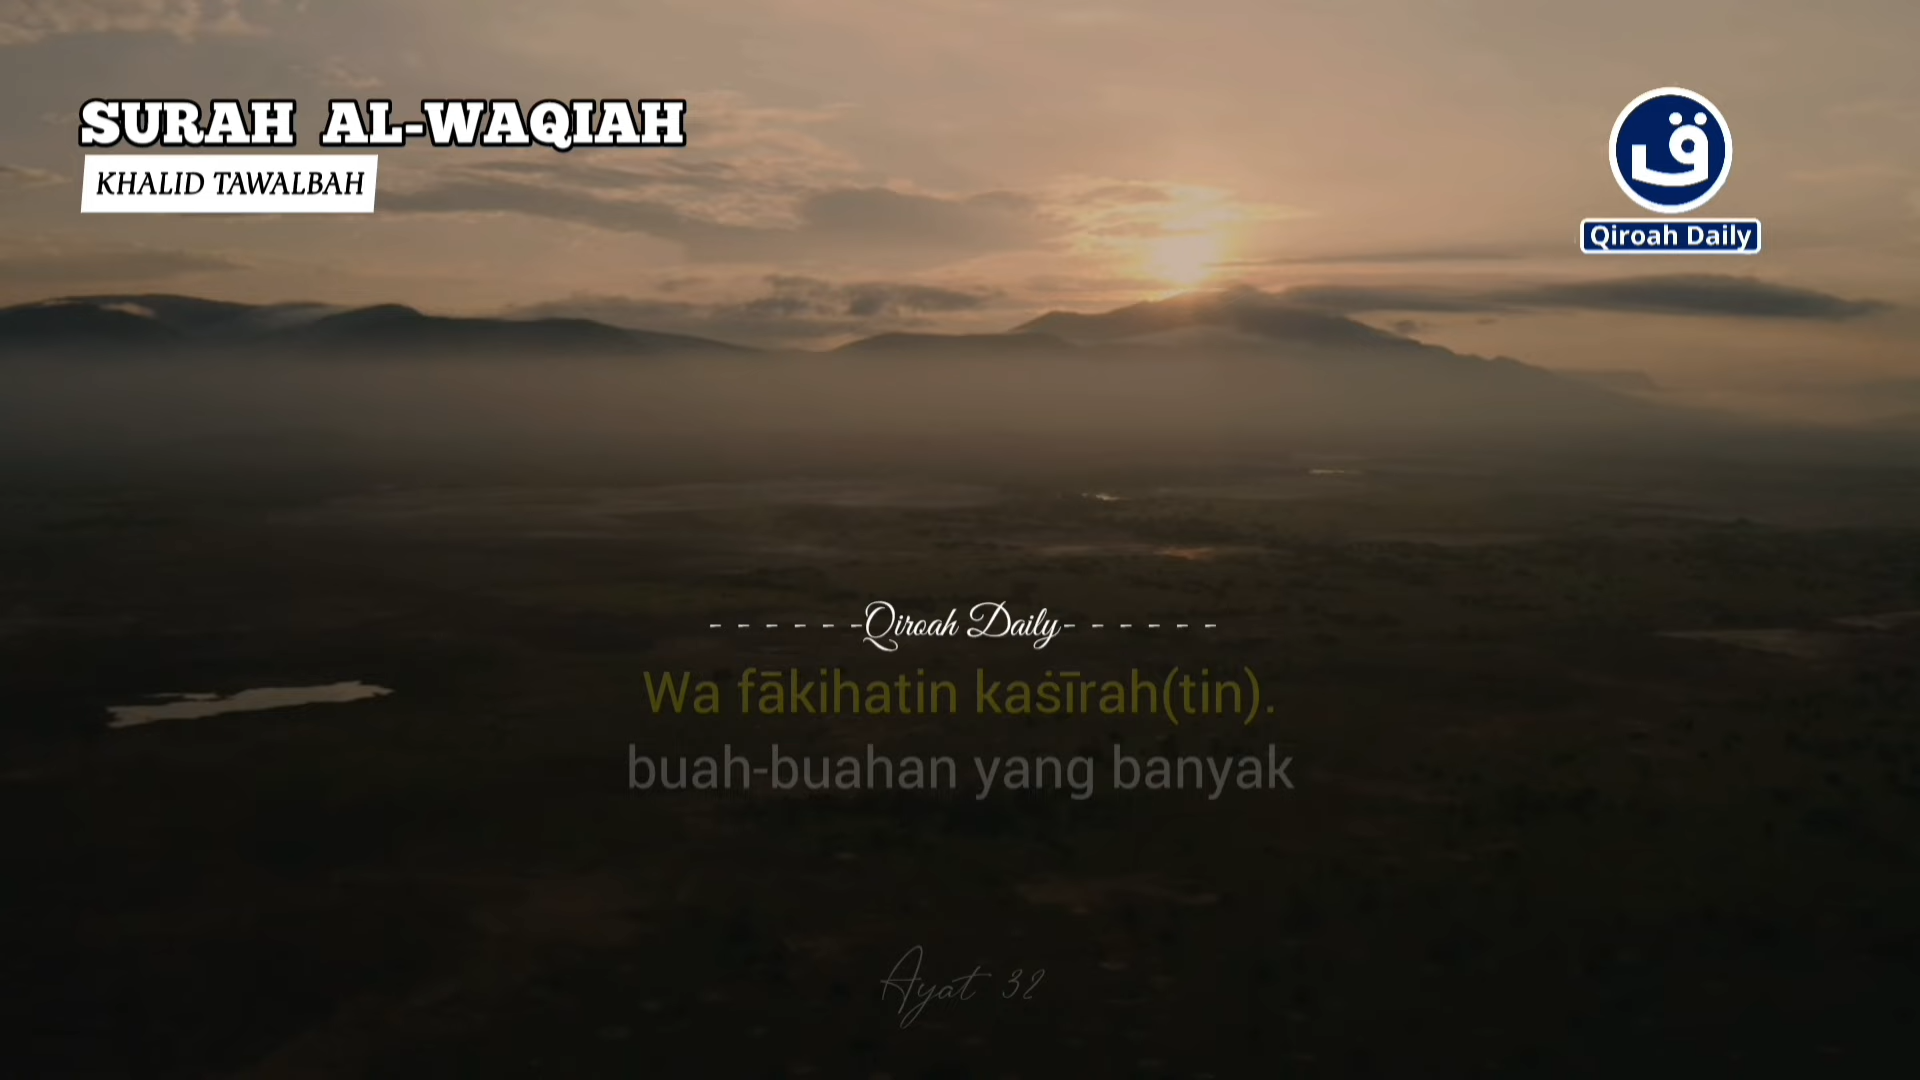 SURAH AL-WAQIAH
KHALID TAWALBAH
ق
Qiroah Daily
- - - - - -Qiroah Daily- - - - - -
Wa fākihatin kaṡīrah(tin).
buah-buahan yang banyak
Ayat 32